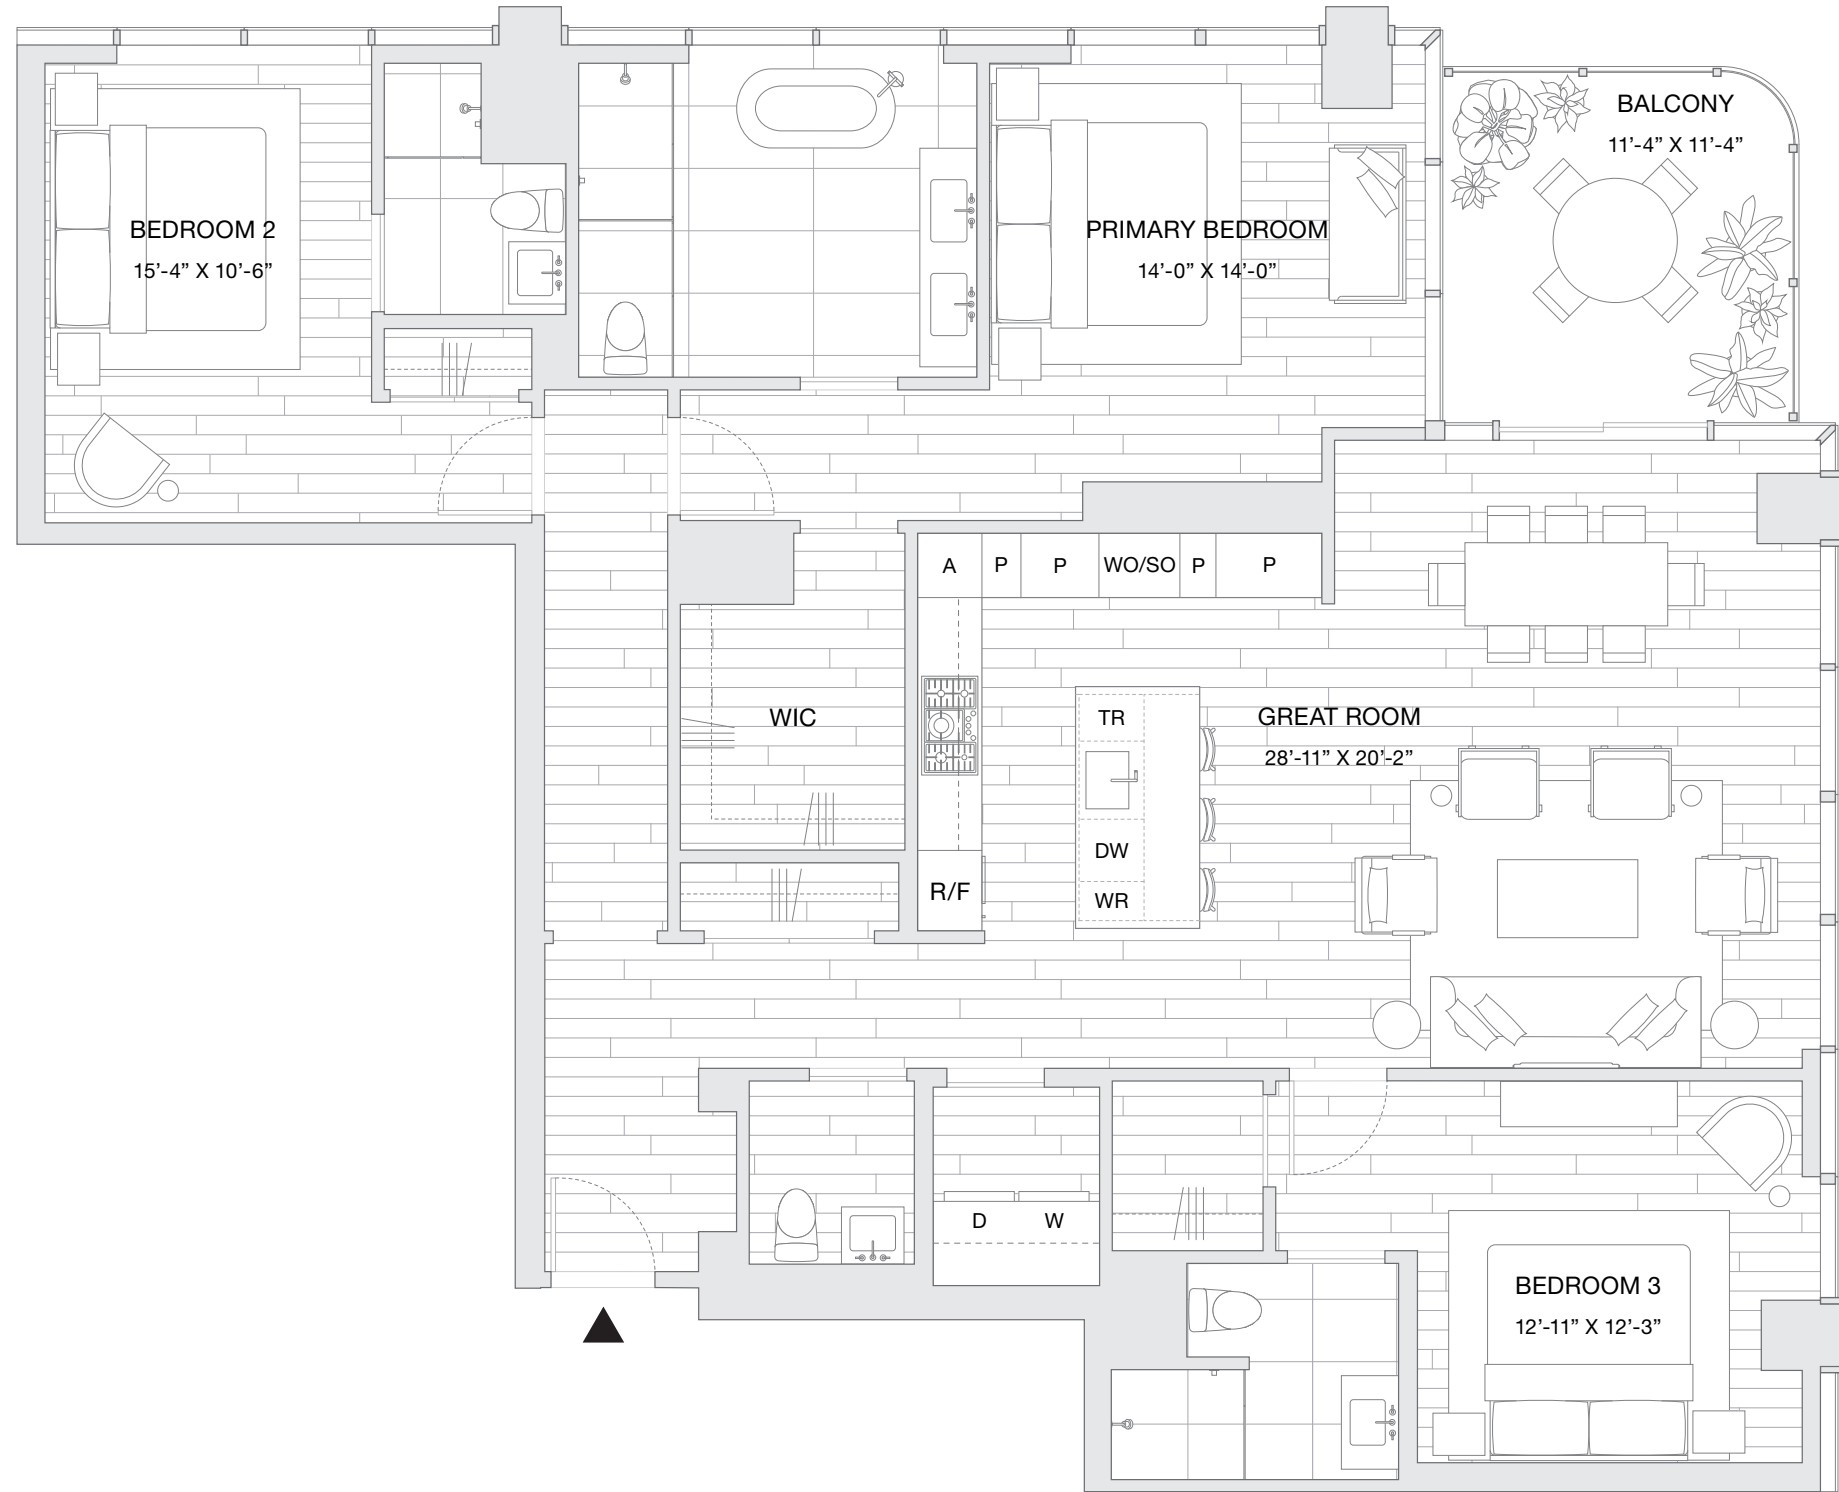 BALCONY
11’-4” X 11’-4”
BEDROOM 2
15’-4” X 10’-6”
PRIMARY BEDROOM
14’-0” X 14’-0”
A
P
P
WO/SO
P
P
WIC
TR
GREAT ROOM
28’-11” X 20’-2”
DW
R/F
WR
D
W
BEDROOM 3
12’-11” X 12’-3”